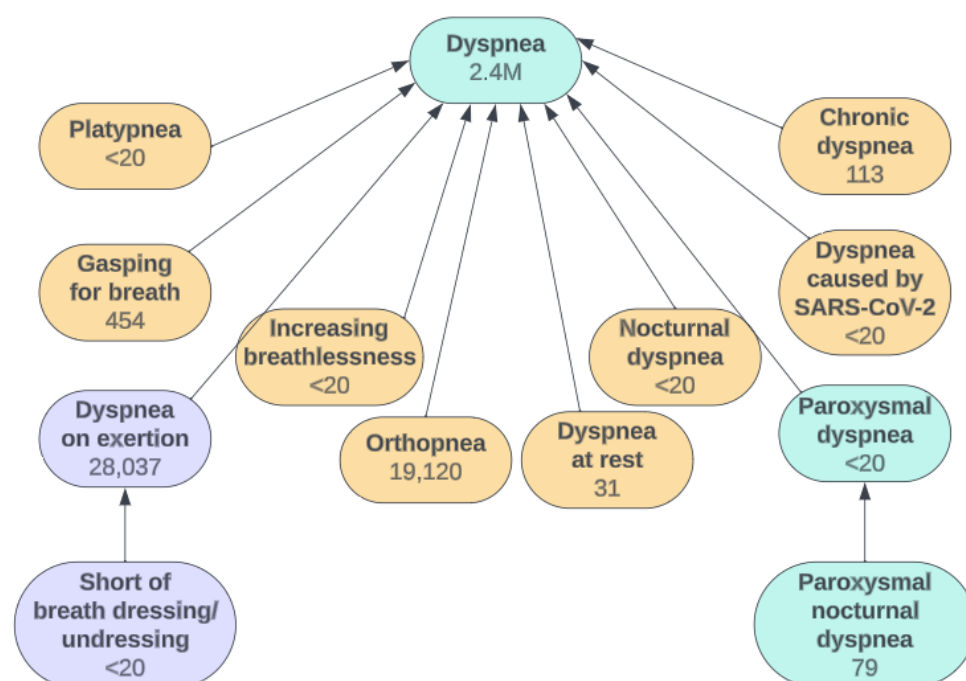 Dyspnea
2.4M
Platypnea
<20
Chronic
dyspnea
113
Gasping
for breath
454
Dyspnea
caused by
SARS-CoV-2
<20
Increasing
breathlessness
<20
Nocturnal
dyspnea
<20
Dyspnea
on exertion
28,037
Orthopnea
19,120
Dyspnea
at rest
31
Paroxysmal
dyspnea
<20
Short of
breath dressing/
undressing
<20
Paroxysmal
nocturnal
dyspnea
79